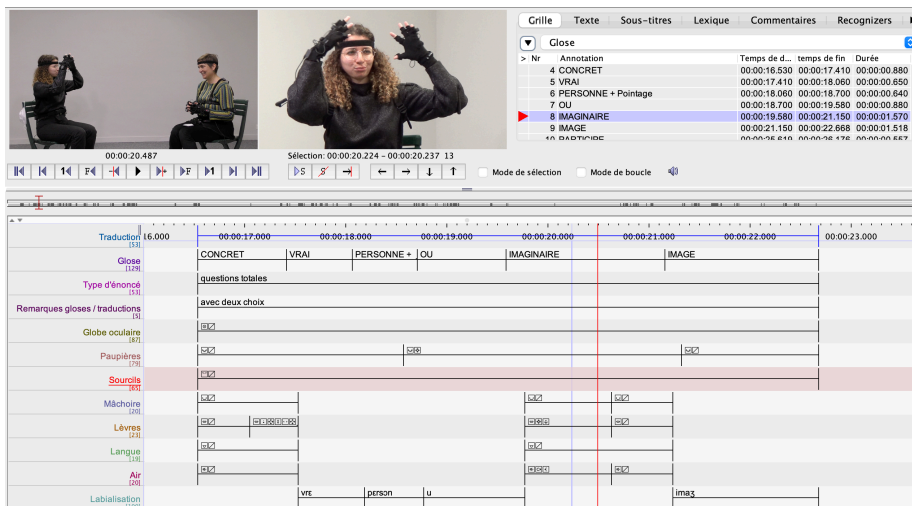 Grille Texte Sous-titres Lexique Commentaires Recognizers
Glose
> Nr Annotation Temps de d... temps de fin Durée
4 CONCRET 00:00:16.530 00:00:17.410 00:00:00.880
5 VRAI 00:00:17.410 00:00:18.060 00:00:00.650
6 PERSONNE + Pointage 00:00:18.060 00:00:18.700 00:00:00.640
7 OU 00:00:18.700 00:00:19.580 00:00:00.880
8 IMAGINAIRE 00:00:19.580 00:00:21.150 00:00:01.570
9 IMAGE 00:00:21.150 00:00:22.668 00:00:01.518
00:00:20.487 Sélection: 00:00:20.224 - 00:00:20.237 13
Mode de sélection Mode de boucle
Traduction 16.000 00:00:17.000 00:00:18.000 00:00:19.000 00:00:20.000 00:00:21.000 00:00:22.000 00:00:23.000
[53]
Glose CONCRET VRAI PERSONNE + OU IMAGINAIRE IMAGE
[129]
Type d'énoncé questions totales
[53]
Remarques gloses / traductions avec deux choix
[5]
Globe oculaire
[87]
Paupières
[79]
Sourcils
[65]
Mâchoire
[20]
Lèvres
[23]
Langue
[19]
Air
[20]
Labialisation vrɛ pɛrsɔn u imaʒ